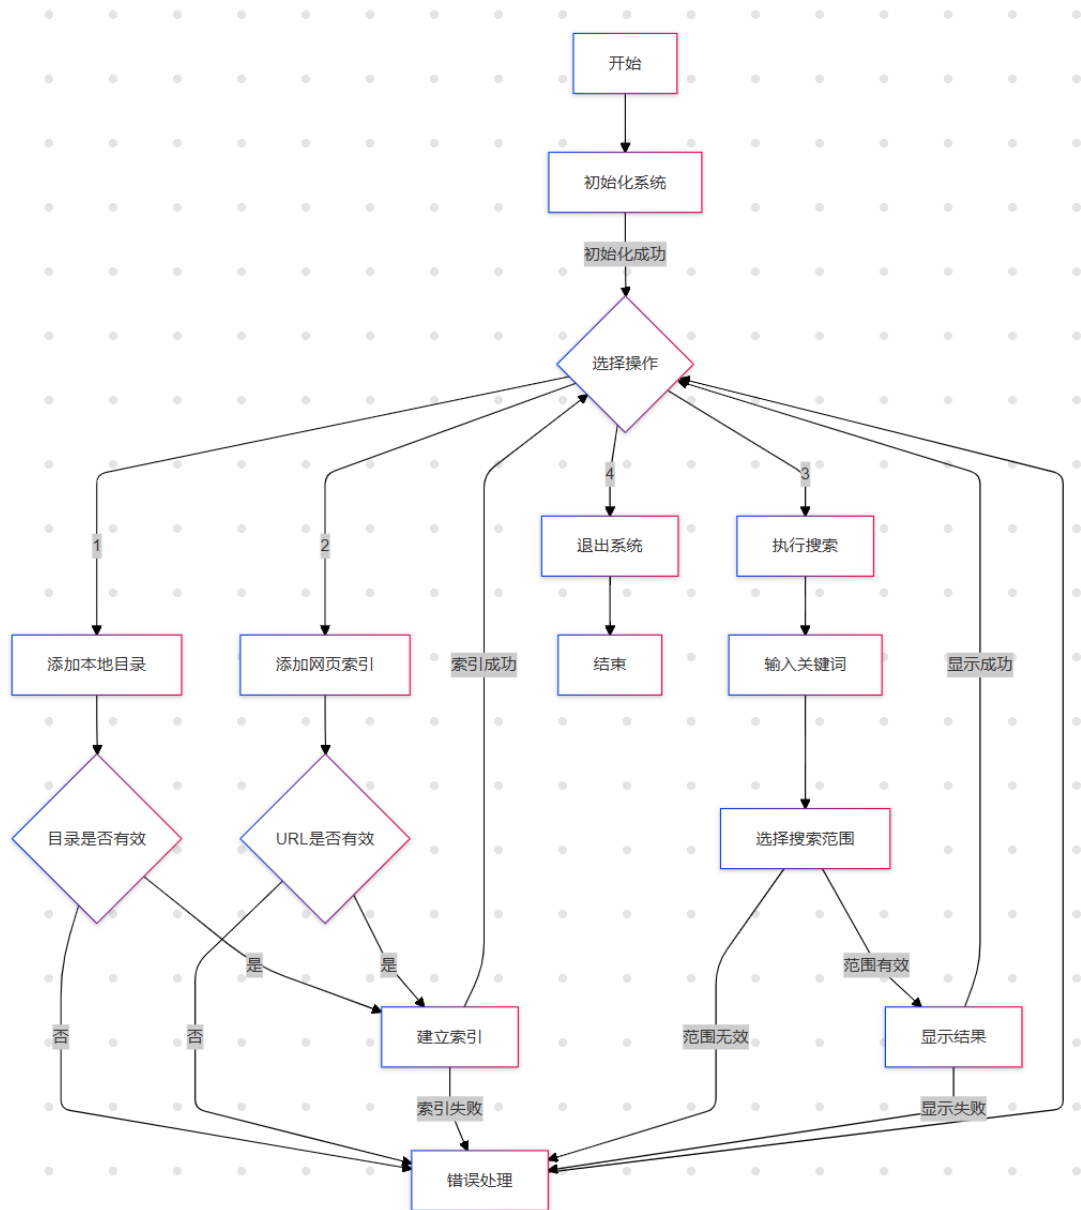 开始
初始化系统
初始化成功
选择操作
4
3
1
2
退出系统
执行搜索
添加本地目录
添加网页索引
索引成功
结束
输入关键词
显示成功
目录是否有效
URL是否有效
选择搜索范围
是
是
范围有效
否
否
建立索引
范围无效
显示结果
索引失败
显示失败
错误处理